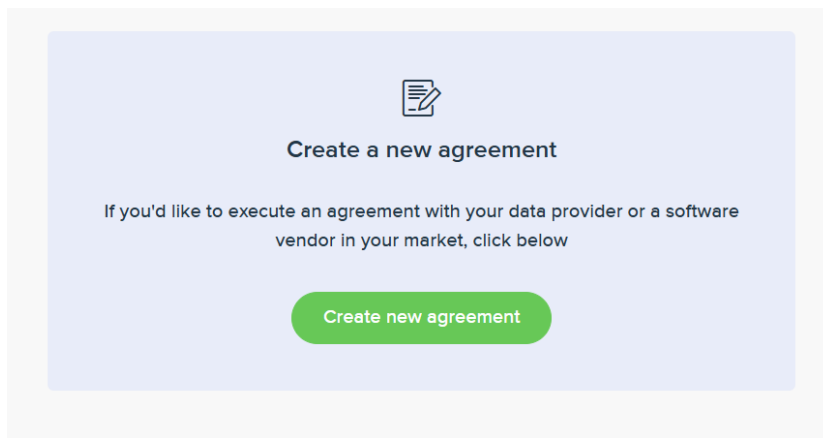 Create a new agreement
If you'd like to execute an agreement with your data provider or a software
vendor in your market, click below
Create new agreement